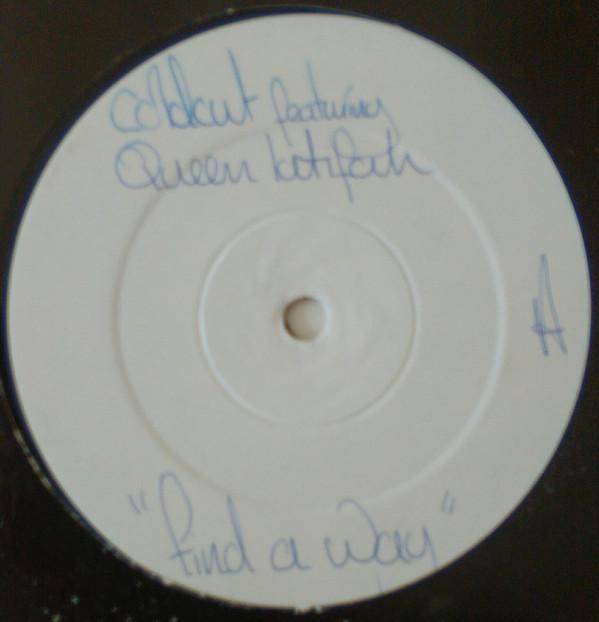 Coldcut featuring
Queen Latifah
A
"Find a Way"